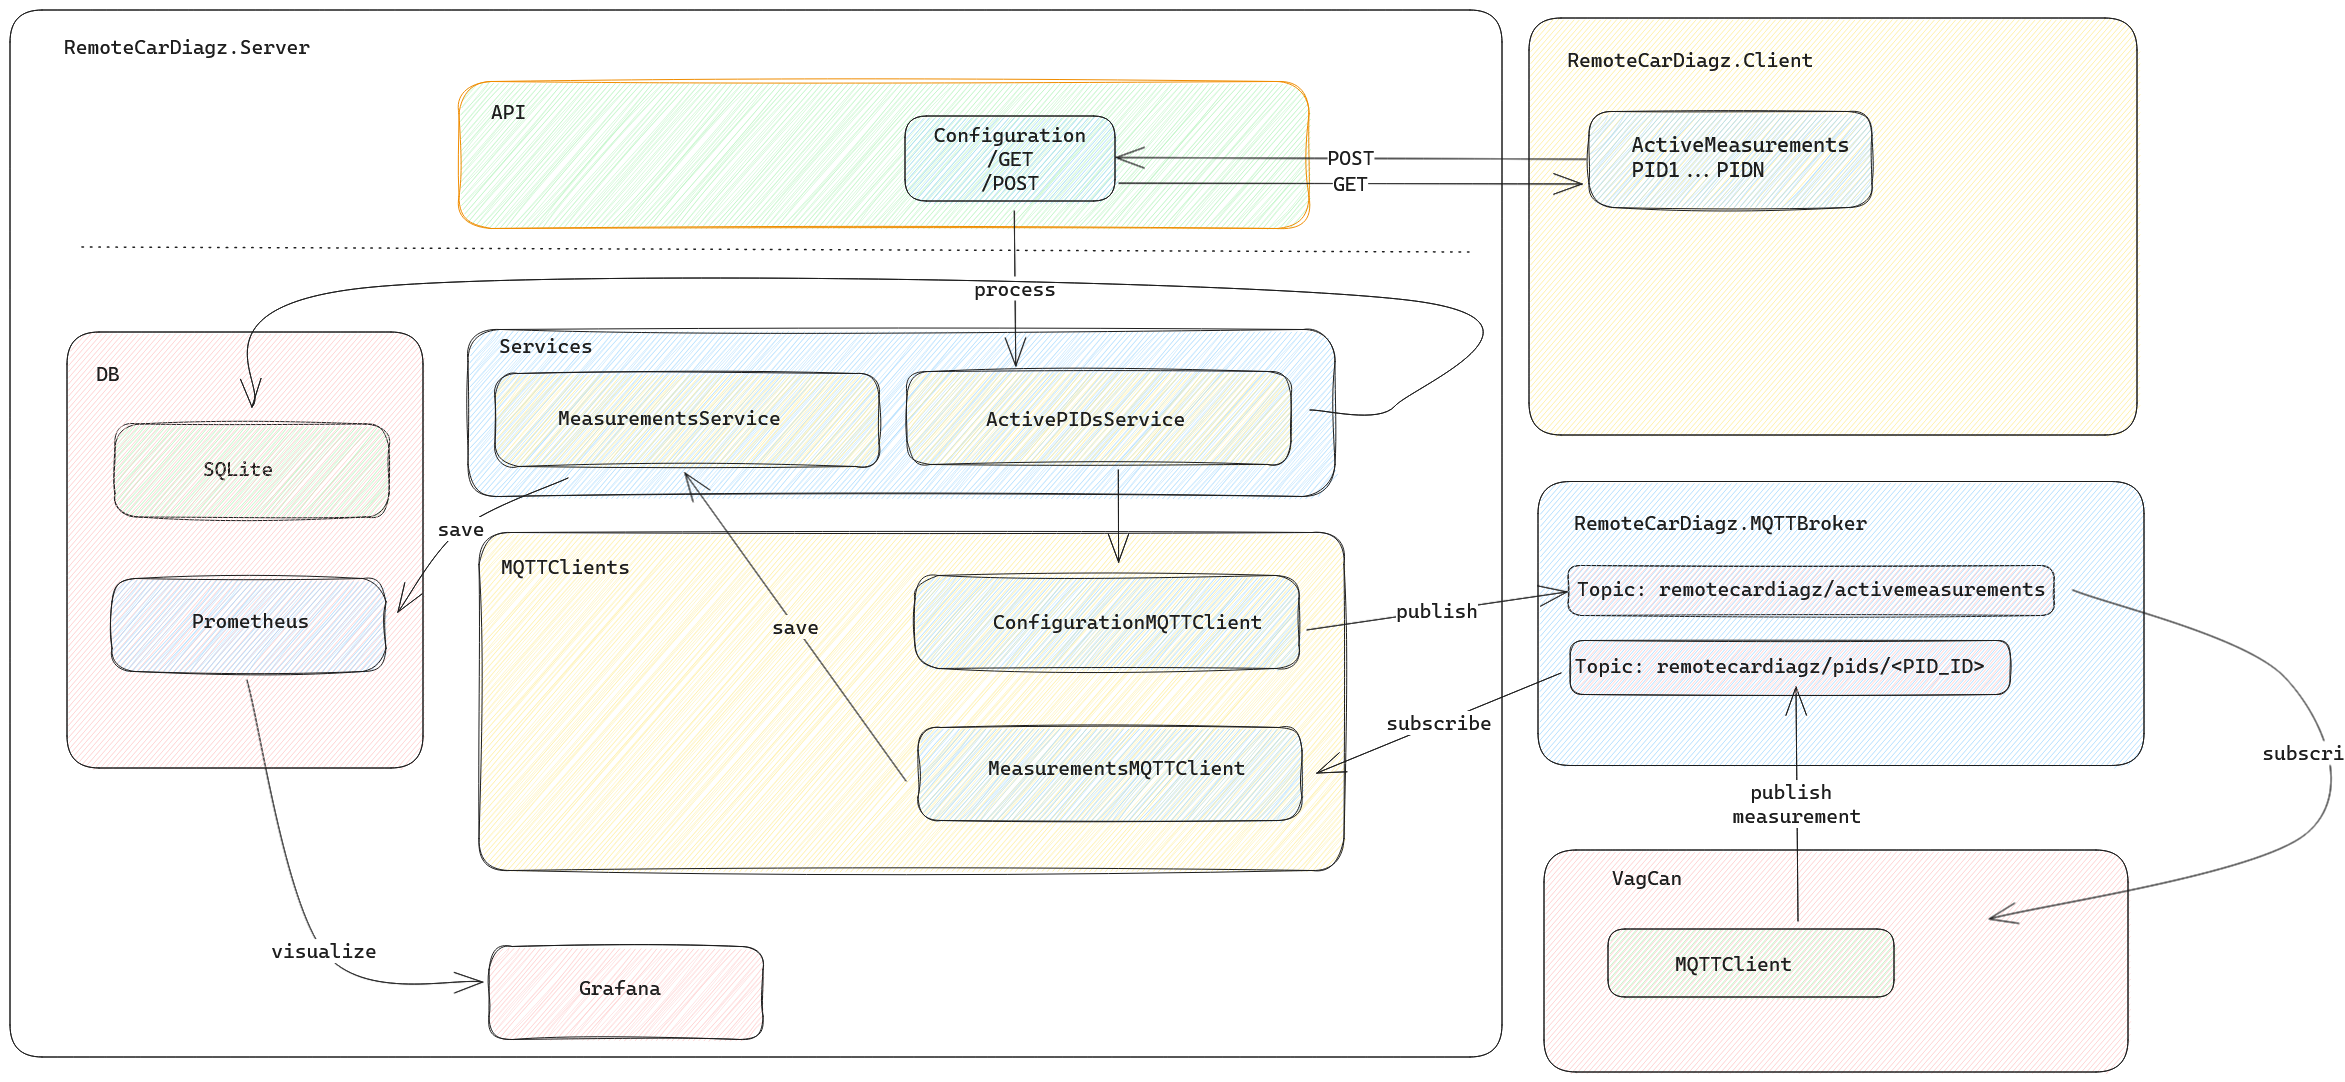 RemoteCarDiagz.Server
API
Configuration
/GET
/POST
POST
GET
RemoteCarDiagz.Client
ActiveMeasurements
PID1 ... PIDN
process
DB
SQLite
Prometheus
Services
MeasurementsService
ActivePIDsService
save
MQTTClients
save
ConfigurationMQTTClient
MeasurementsMQTTClient
publish
subscribe
RemoteCarDiagz.MQTTBroker
Topic: remotecardiagz/activemeasurements
Topic: remotecardiagz/pids/<PID_ID>
subscri
publish
measurement
VagCan
MQTTClient
visualize
Grafana